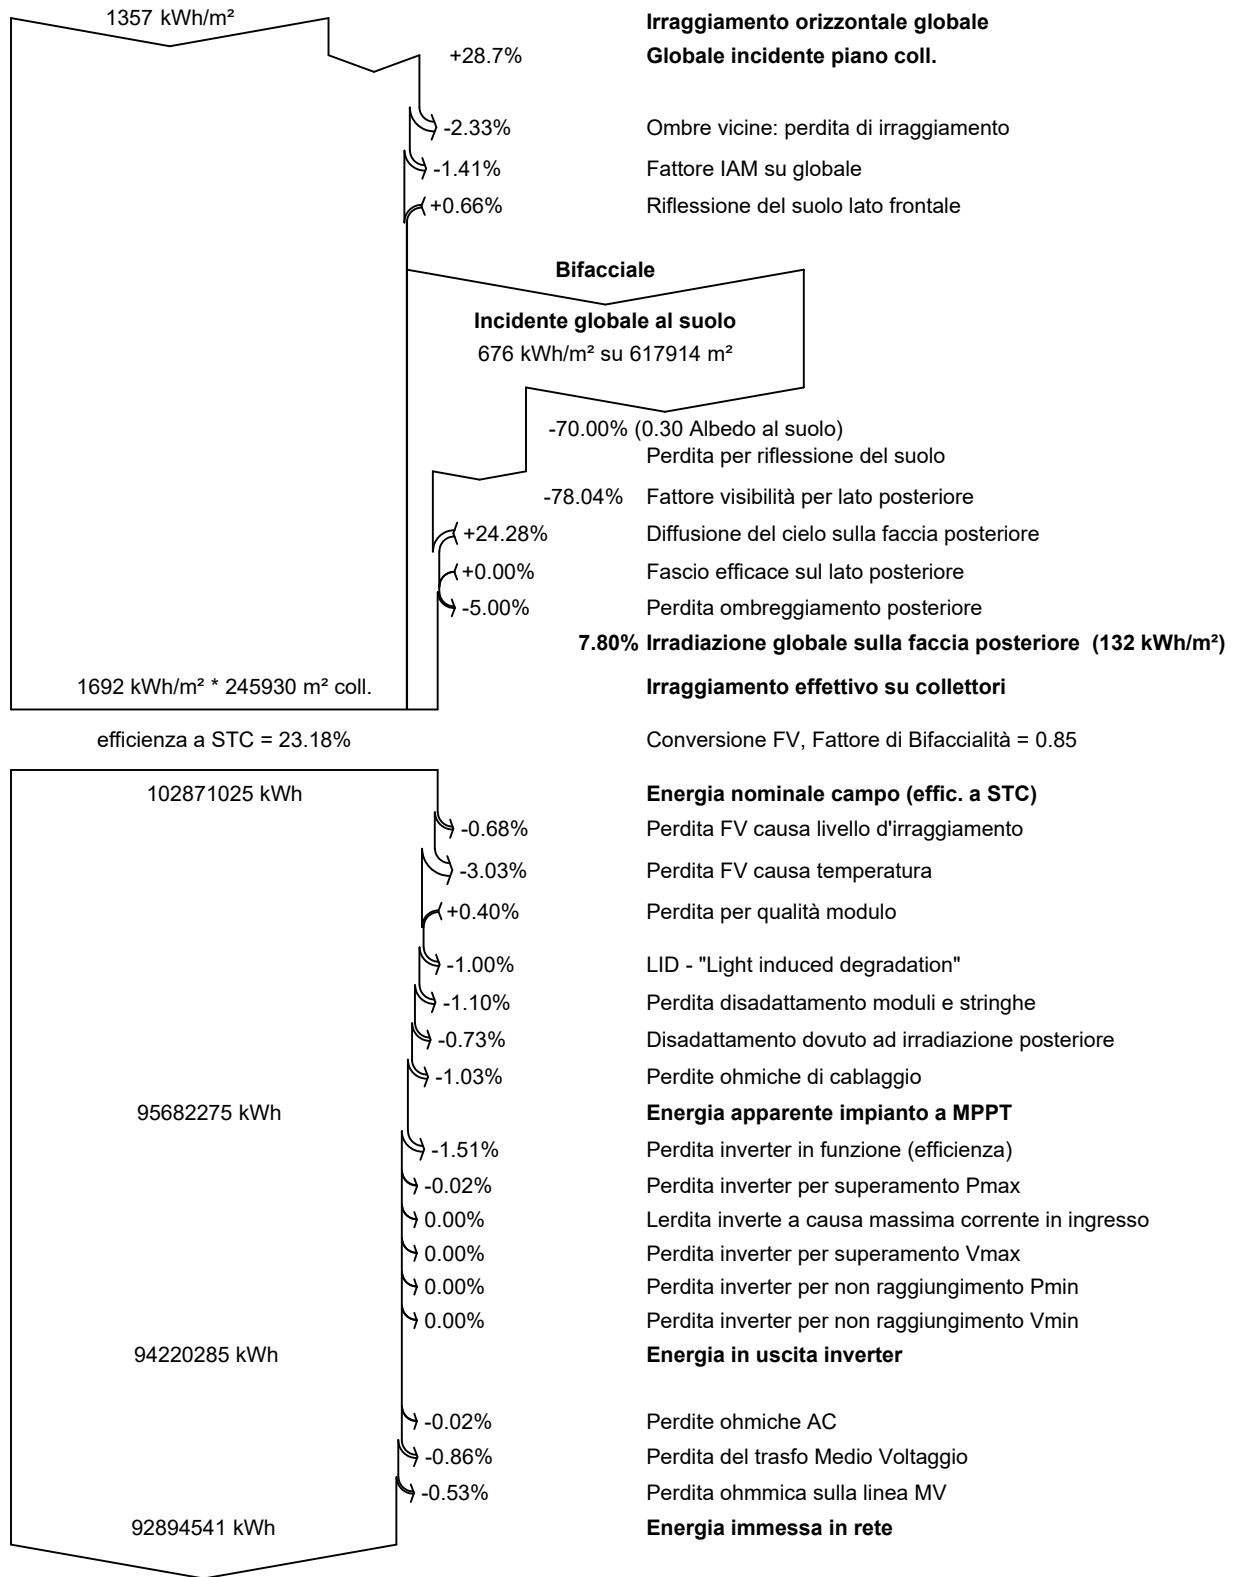 1357 kWh/m² Irraggiamento orizzontale globale
+28.7% Globale incidente piano coll.
-2.33% Ombre vicine: perdita di irraggiamento
-1.41% Fattore IAM su globale
+0.66% Riflessione del suolo lato frontale
Bifacciale
Incidente globale al suolo
676 kWh/m² su 617914 m²
-70.00% (0.30 Albedo al suolo)
Perdita per riflessione del suolo
-78.04% Fattore visibilità per lato posteriore
+24.28% Diffusione del cielo sulla faccia posteriore
+0.00% Fascio efficace sul lato posteriore
-5.00% Perdita ombreggiamento posteriore
7.80% Irradiazione globale sulla faccia posteriore (132 kWh/m²)
1692 kWh/m² * 245930 m² coll. Irraggiamento effettivo su collettori
efficienza a STC = 23.18% Conversione FV, Fattore di Bifaccialità = 0.85
102871025 kWh Energia nominale campo (effic. a STC)
-0.68% Perdita FV causa livello d'irraggiamento
-3.03% Perdita FV causa temperatura
+0.40% Perdita per qualità modulo
-1.00% LID - "Light induced degradation"
-1.10% Perdita disadattamento moduli e stringhe
-0.73% Disadattamento dovuto ad irradiazione posteriore
-1.03% Perdite ohmiche di cablaggio
95682275 kWh Energia apparente impianto a MPPT
-1.51% Perdita inverter in funzione (efficienza)
-0.02% Perdita inverter per superamento Pmax
0.00% Lerdita inverte a causa massima corrente in ingresso
0.00% Perdita inverter per superamento Vmax
0.00% Perdita inverter per non raggiungimento Pmin
0.00% Perdita inverter per non raggiungimento Vmin
94220285 kWh Energia in uscita inverter
-0.02% Perdite ohmiche AC
-0.86% Perdita del trasfo Medio Voltaggio
-0.53% Perdita ohmmica sulla linea MV
92894541 kWh Energia immessa in rete